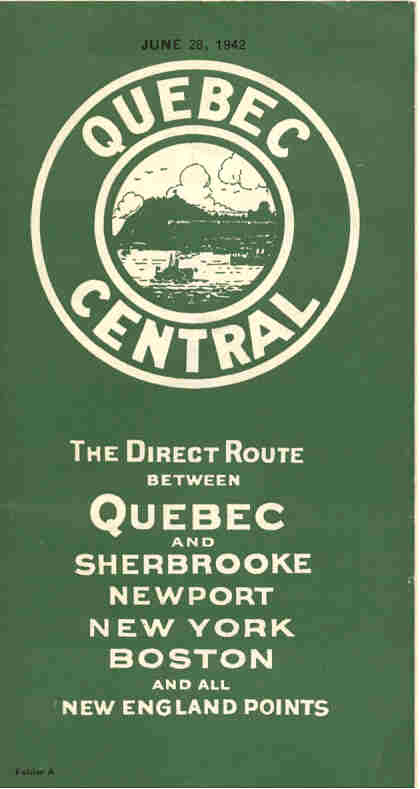 JUNE 28, 1942
QUEBEC
CENTRAL
THE DIRECT ROUTE
BETWEEN
QUEBEC
AND
SHERBROOKE
NEWPORT
NEW YORK
BOSTON
AND ALL
NEW ENGLAND POINTS
Folder A